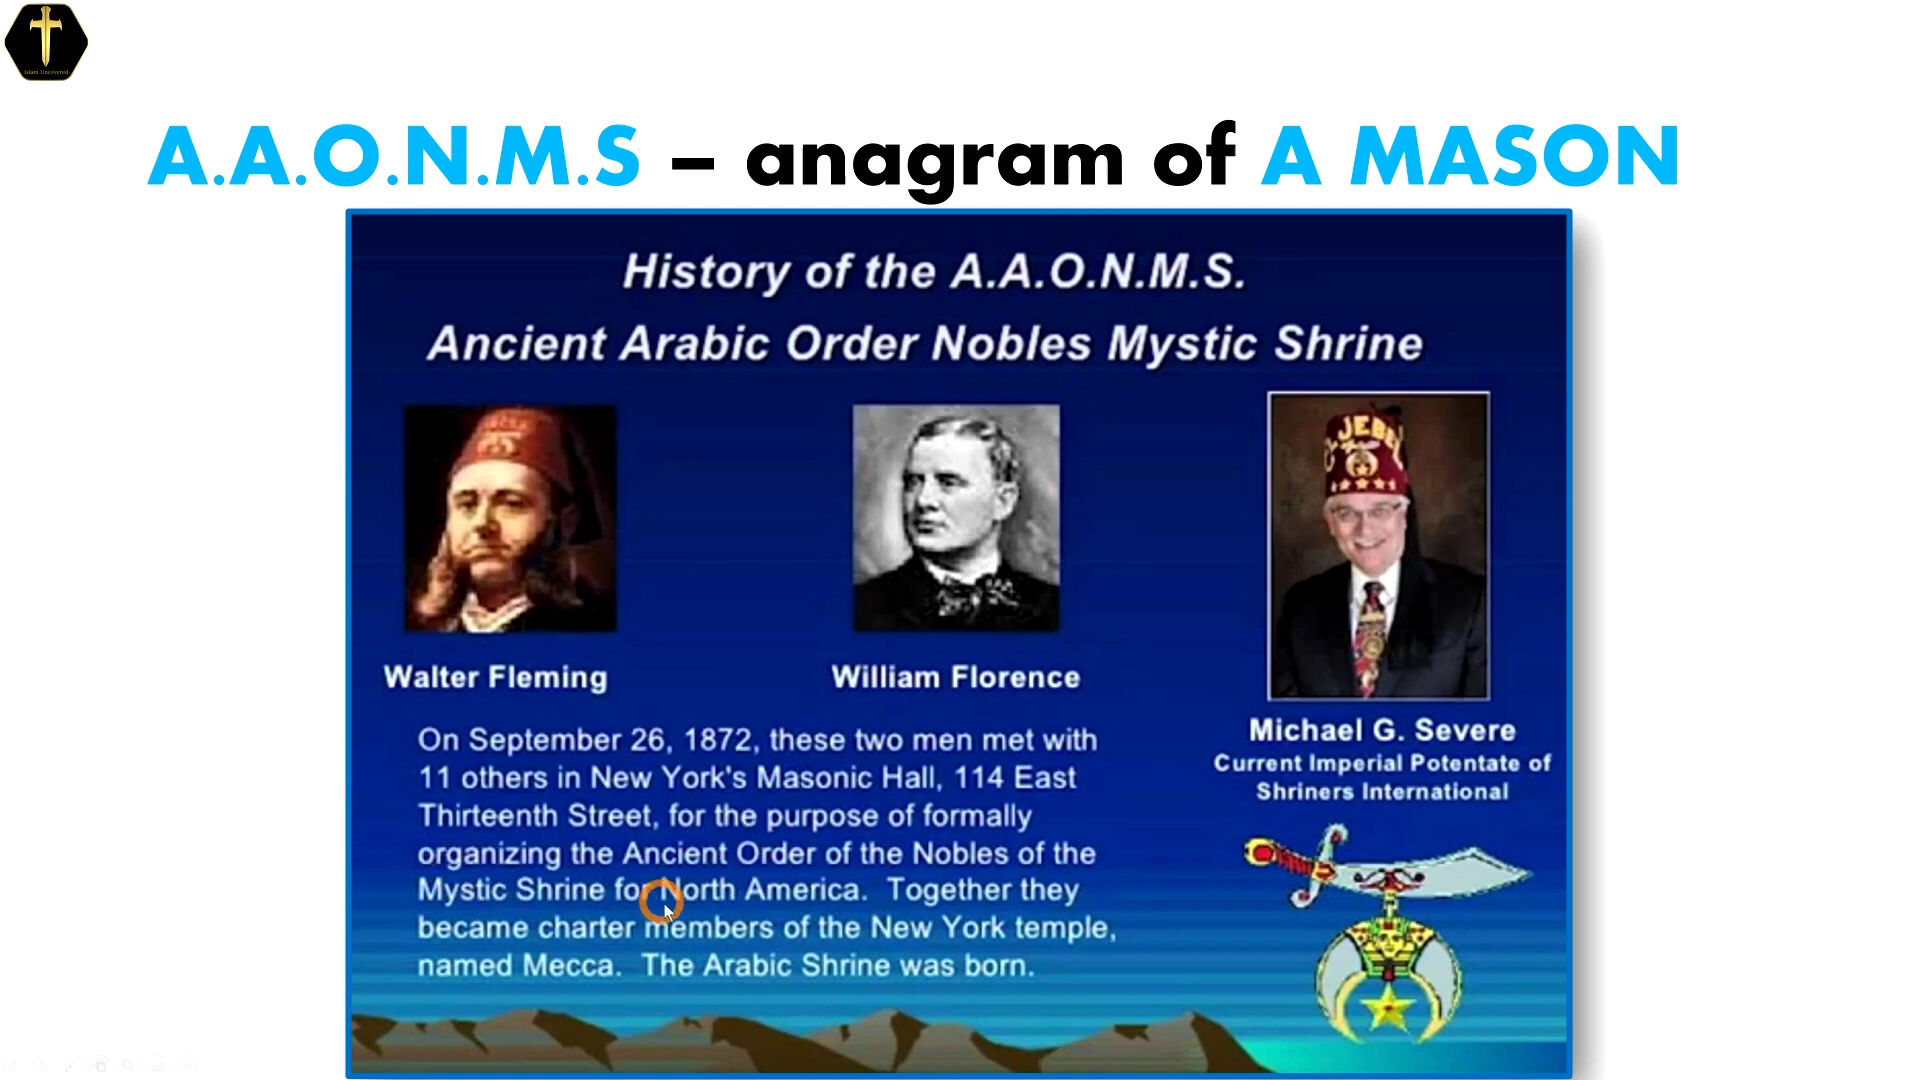 Islam Uncovered
A.A.O.N.M.S – anagram of A MASON
History of the A.A.O.N.M.S.
Ancient Arabic Order Nobles Mystic Shrine
JEBEL
Walter Fleming
William Florence
Michael G. Severe
Current Imperial Potentate of
Shriners International
On September 26, 1872, these two men met with
11 others in New York's Masonic Hall, 114 East
Thirteenth Street, for the purpose of formally
organizing the Ancient Order of the Nobles of the
Mystic Shrine for North America. Together they
became charter members of the New York temple,
named Mecca. The Arabic Shrine was born.